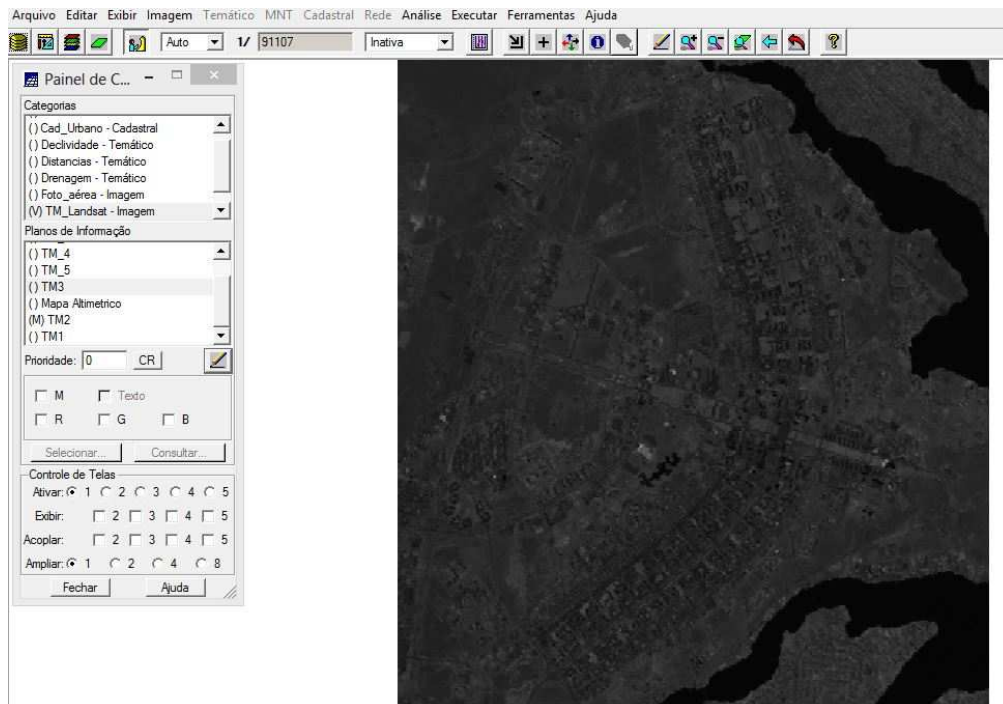 Arquivo Editar Exibir Imagem Temático MNT Cadastral Rede Análise Executar Ferramentas Ajuda
Auto 1/ 91107 Inativa
Painel de C...
Categorias
( ) Cad_Urbano - Cadastral
( ) Declividade - Temático
( ) Distancias - Temático
( ) Drenagem - Temático
( ) Foto_aérea - Imagem
(V) TM_Landsat - Imagem
Planos de Informação
( ) TM_4
( ) TM_5
( ) TM3
( ) Mapa Altimetrico
(M) TM2
( ) TM1
Prioridade: 0 CR
M Texto
R G B
Selecionar... Consultar...
Controle de Telas
Ativar: 1 2 3 4 5
Exibir: 2 3 4 5
Acoplar: 2 3 4 5
Ampliar: 1 2 4 8
Fechar Ajuda